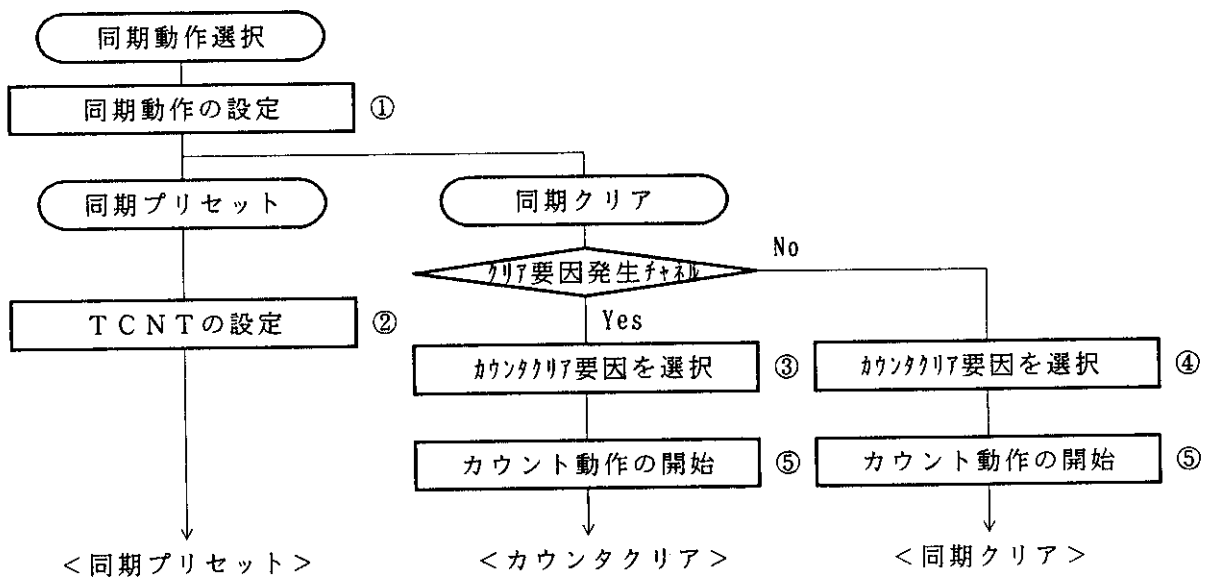 同期動作選択
同期動作の設定 ①
同期プリセット
同期クリア
クリア要因発生チャネル
No
Yes
TCNTの設定 ②
カウンタクリア要因を選択 ③
カウンタクリア要因を選択 ④
カウント動作の開始 ⑤
カウント動作の開始 ⑤
<同期プリセット>
<カウンタクリア>
<同期クリア>